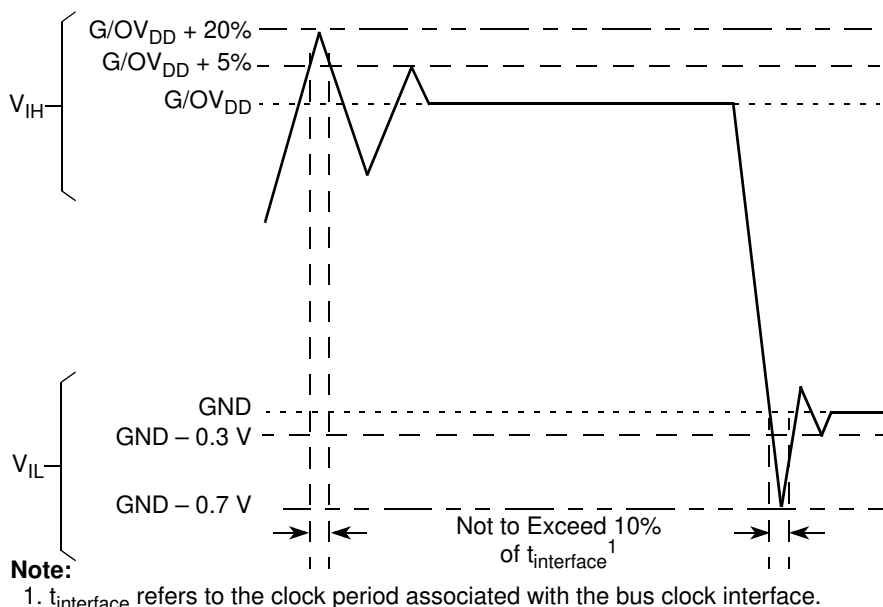 G/OV_DD + 20%
G/OV_DD + 5%
G/OV_DD
V_IH
GND
GND – 0.3 V
V_IL
GND – 0.7 V
Not to Exceed 10%
of t_interface^1
Note:
1. t_interface refers to the clock period associated with the bus clock interface.